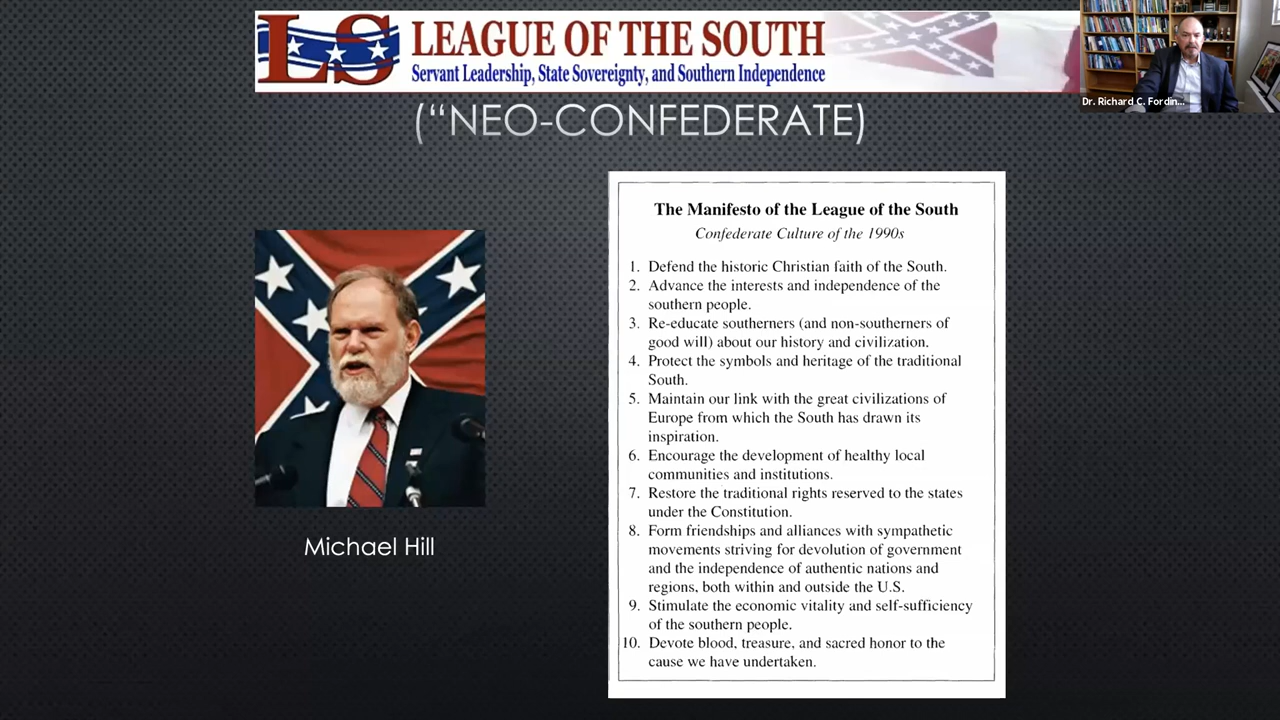 LS
LEAGUE OF THE SOUTH
Servant Leadership, State Sovereignty, and Southern Independence
Dr. Richard C. Fordin...
(“NEO-CONFEDERATE)
The Manifesto of the League of the South
Confederate Culture of the 1990s
1. Defend the historic Christian faith of the South.
2. Advance the interests and independence of the
southern people.
3. Re-educate southerners (and non-southerners of
good will) about our history and civilization.
4. Protect the symbols and heritage of the traditional
South.
5. Maintain our link with the great civilizations of
Europe from which the South has drawn its
inspiration.
6. Encourage the development of healthy local
communities and institutions.
7. Restore the traditional rights reserved to the states
under the Constitution.
8. Form friendships and alliances with sympathetic
movements striving for devolution of government
and the independence of authentic nations and
regions, both within and outside the U.S.
9. Stimulate the economic vitality and self-sufficiency
of the southern people.
10. Devote blood, treasure, and sacred honor to the
cause we have undertaken.
Michael Hill